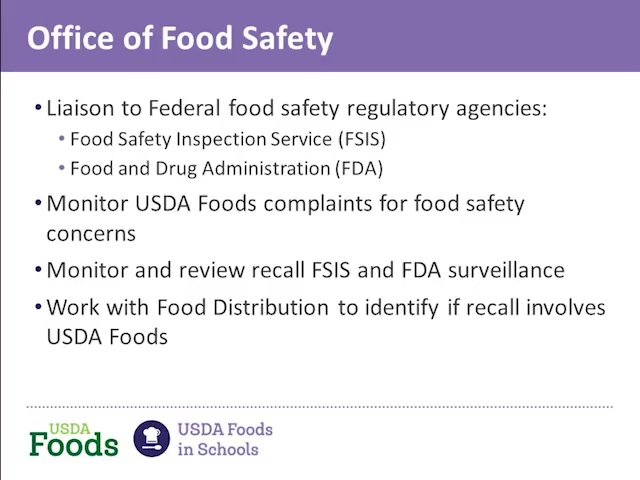 Office of Food Safety
• Liaison to Federal food safety regulatory agencies:
• Food Safety Inspection Service (FSIS)
• Food and Drug Administration (FDA)
• Monitor USDA Foods complaints for food safety
concerns
• Monitor and review recall FSIS and FDA surveillance
• Work with Food Distribution to identify if recall involves
USDA Foods
USDA
Foods
USDA Foods
in Schools